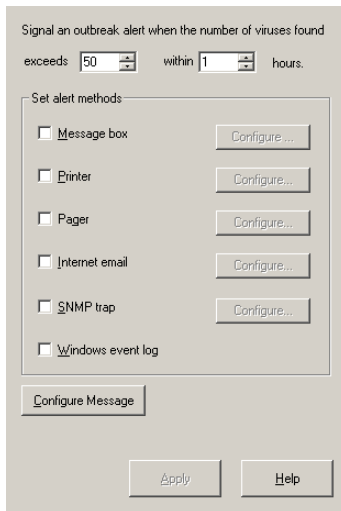 Signal an outbreak alert when the number of viruses found
exceeds 50 within 1 hours.
Set alert methods
Message box Configure ...
Printer Configure...
Pager Configure...
Internet email Configure...
SNMP trap Configure...
Windows event log
Configure Message
Apply Help